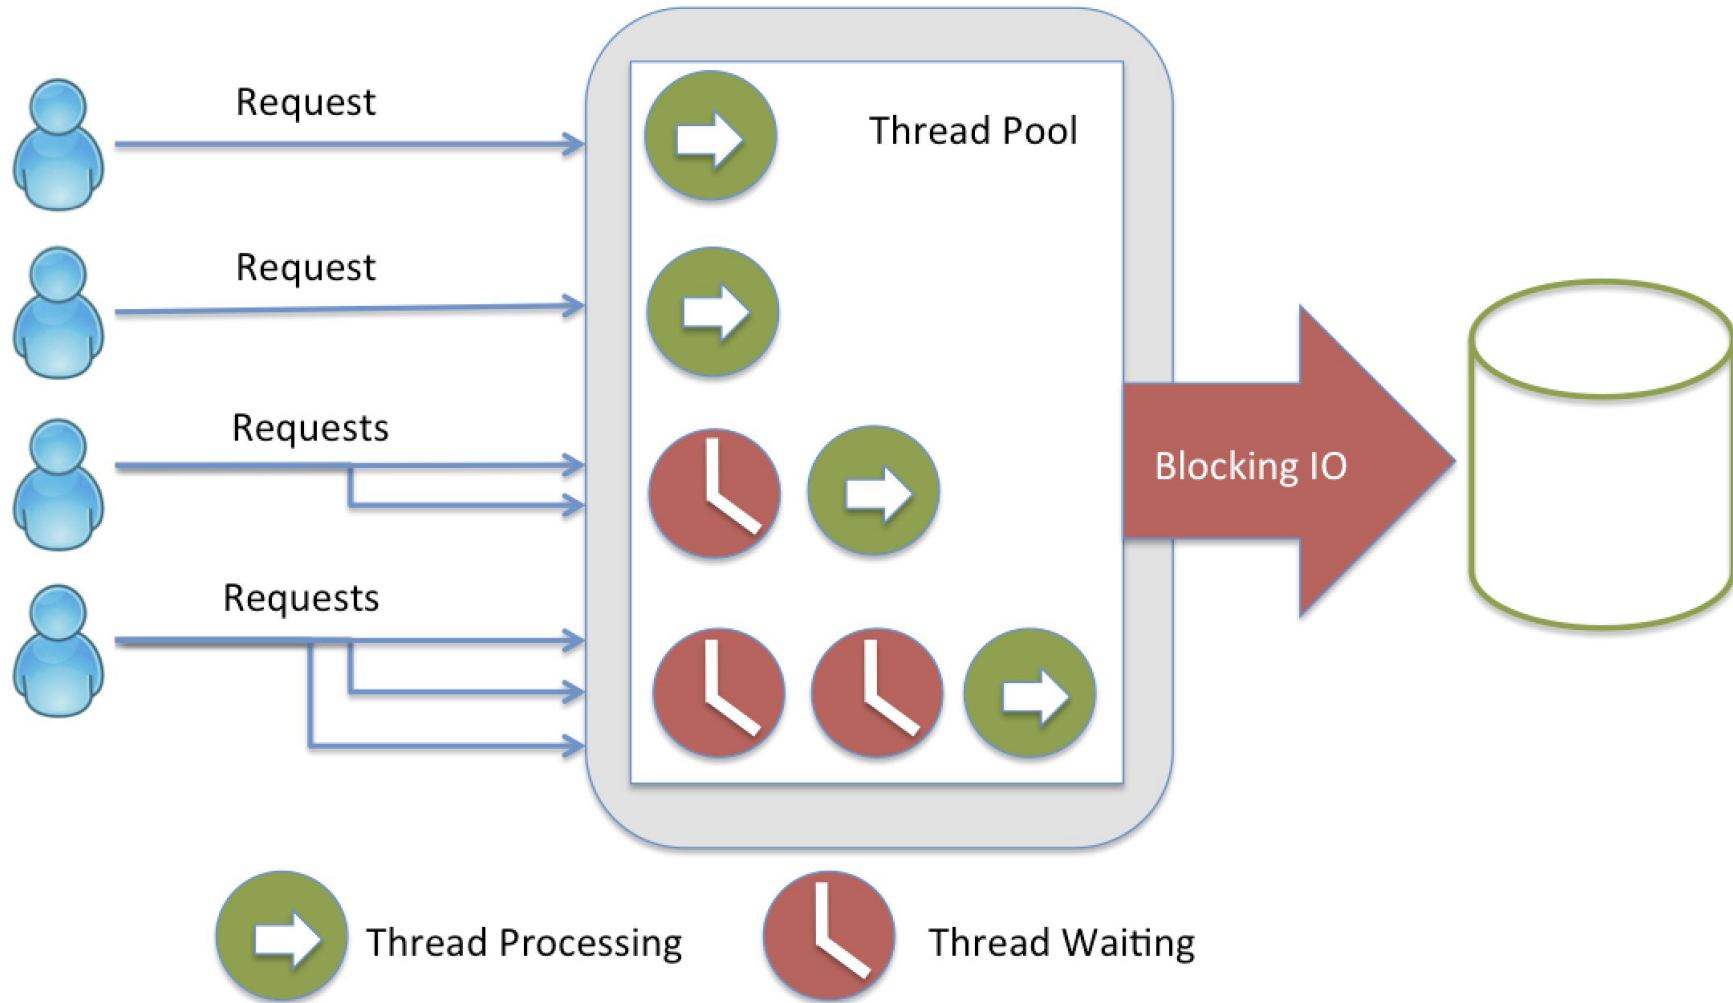 Request
Thread Pool
Request
Requests
Blocking IO
Requests
Thread Processing
Thread Waiting